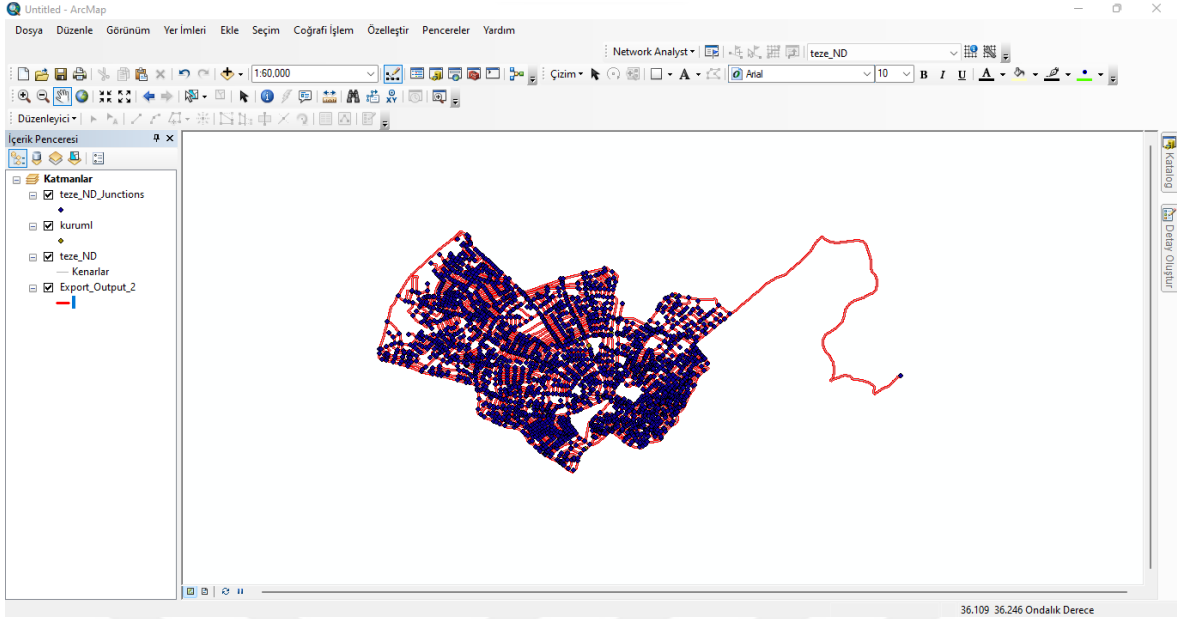 Untitled - ArcMap
Dosya Düzenle Görünüm Yer İmleri Ekle Seçim Coğrafi İşlem Özelleştir Pencereler Yardım
Network Analyst teze_ND
1:60,000 Çizim A Arial 10 B I U A
Düzenleyici
İçerik Penceresi
Katmanlar
teze_ND_Junctions
kuruml
teze_ND
Kenarlar
Export_Output_2
Katalog
Detay Oluştur
36.109 36.246 Ondalık Derece